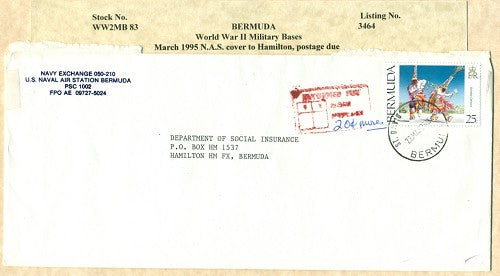 Stock No.
WW2MB 83
BERMUDA
World War II Military Bases
March 1995 N.A.S. cover to Hamilton, postage due
Listing No.
3464
NAVY EXCHANGE 050-210
U.S. NAVAL AIR STATION BERMUDA
PSC 1002
FPO AE 09727-5024
20¢
BERMUDA
25
BERMU
DEPARTMENT OF SOCIAL INSURANCE
P.O. BOX HM 1537
HAMILTON HM FX, BERMUDA